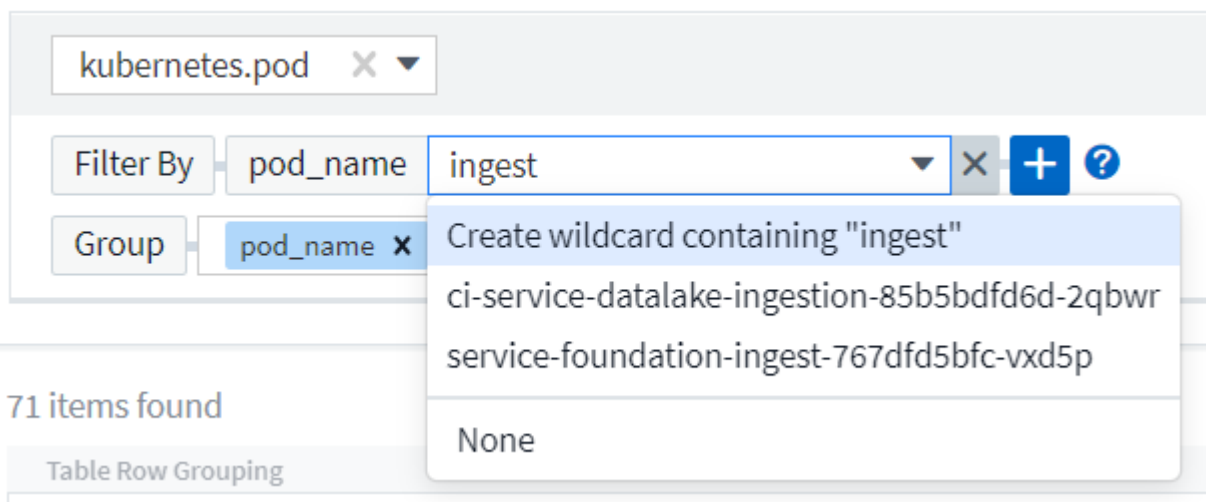 kubernetes.pod
Filter By pod_name ingest
Group pod_name
Create wildcard containing "ingest"
ci-service-datalake-ingestion-85b5bdfd6d-2qbwr
service-foundation-ingest-767dfd5bfc-vxd5p
None
71 items found
Table Row Grouping